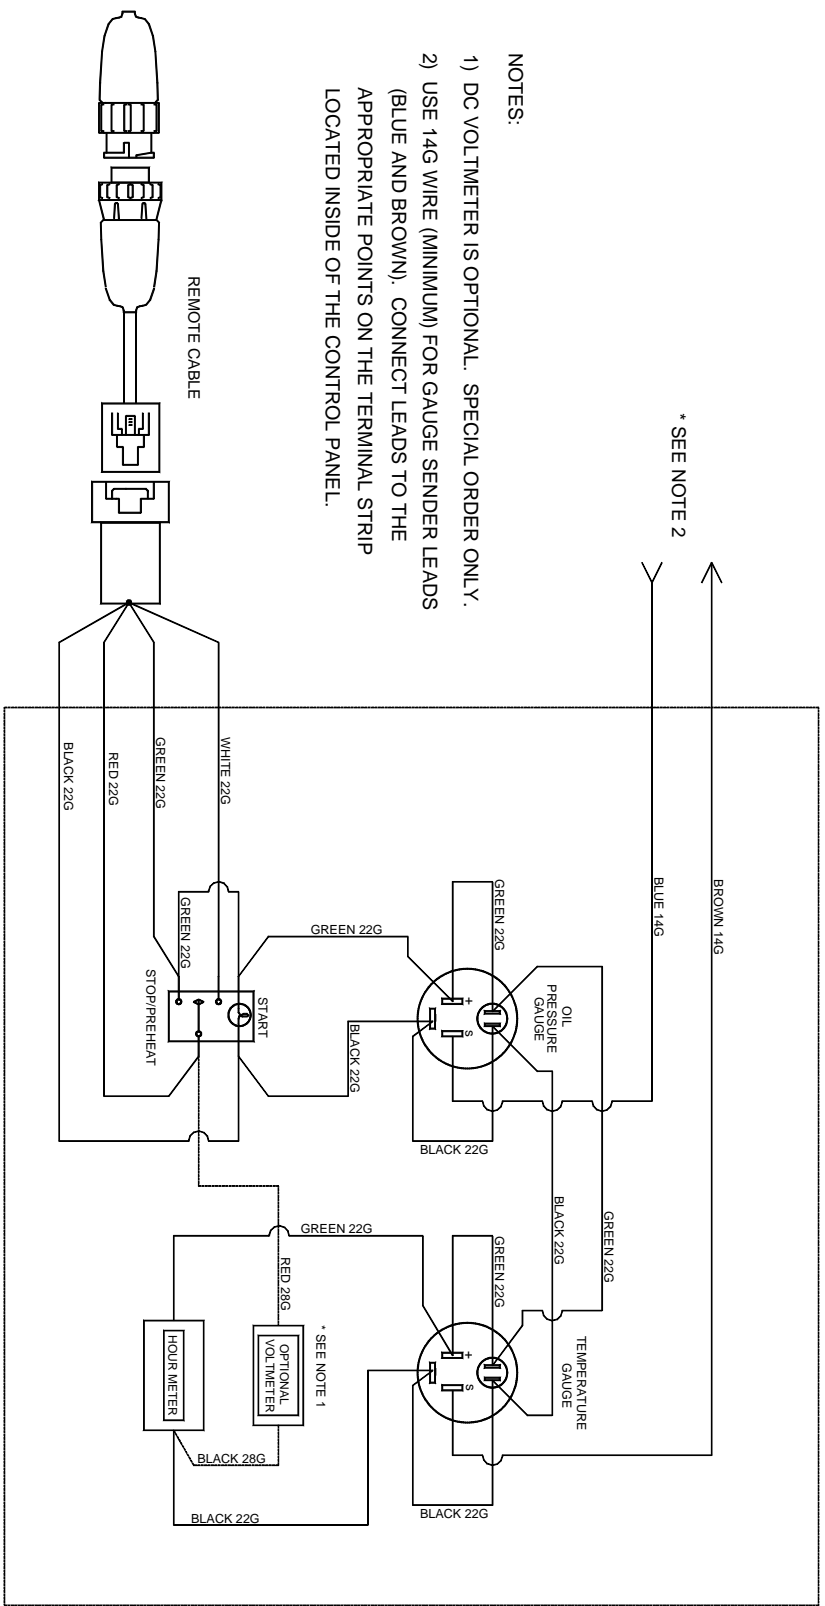 NOTES:
1) DC VOLTMETER IS OPTIONAL. SPECIAL ORDER ONLY.
2) USE 14G WIRE (MINIMUM) FOR GAUGE SENDER LEADS
(BLUE AND BROWN). CONNECT LEADS TO THE
APPROPRIATE POINTS ON THE TERMINAL STRIP
LOCATED INSIDE OF THE CONTROL PANEL.
* SEE NOTE 2
REMOTE CABLE
BROWN 14G
BLUE 14G
WHITE 22G
GREEN 22G
RED 22G
BLACK 22G
GREEN 22G
GREEN 22G
GREEN 22G
START
STOP/PREHEAT
BLACK 22G
OIL
PRESSURE
GAUGE
+
S
BLACK 22G
BLACK 22G
GREEN 22G
GREEN 22G
GREEN 22G
TEMPERATURE
GAUGE
+
S
RED 28G
* SEE NOTE 1
OPTIONAL
VOLTMETER
HOUR METER
BLACK 28G
BLACK 22G
BLACK 22G